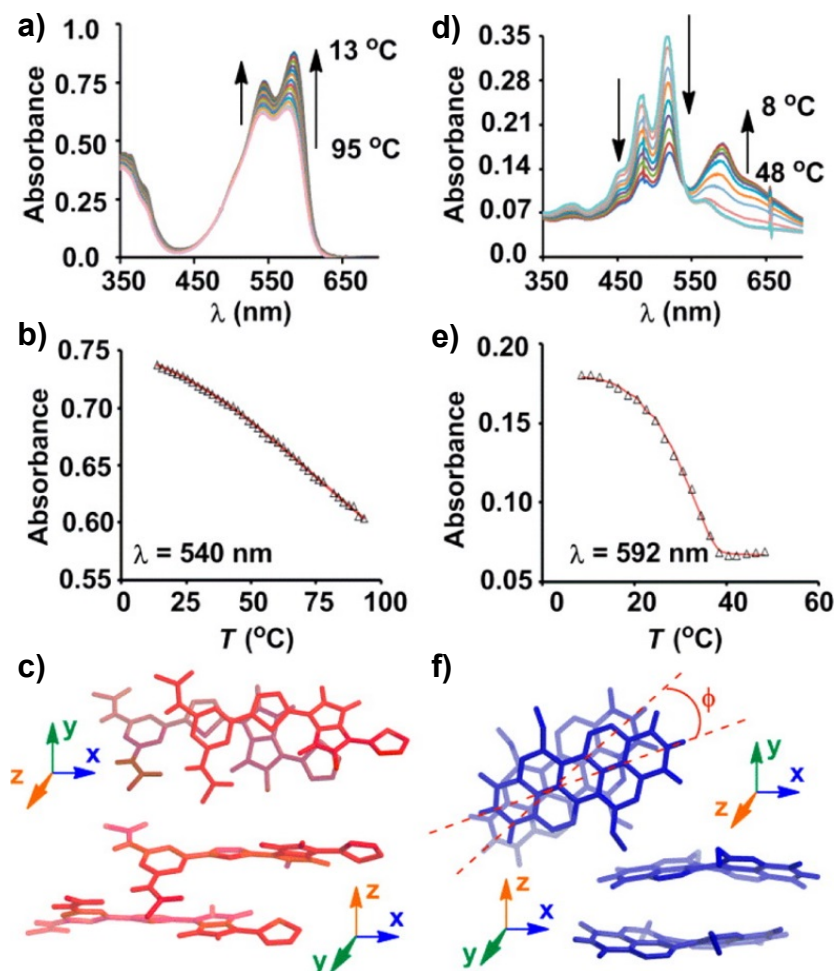 a)
Absorbance
1.0
0.75
0.50
0.25
0.0
13 °C
95 °C
350 450 550 650
λ (nm)
b)
Absorbance
0.75
0.70
0.65
0.60
0.55
λ = 540 nm
0 25 50 75 100
T (°C)
c)
y
x
z
z
x
y
d)
Absorbance
0.35
0.28
0.21
0.14
0.07
0.0
8 °C
48 °C
350 450 550 650
λ (nm)
e)
Absorbance
0.20
0.15
0.10
0.05
λ = 592 nm
0 20 40 60
T (°C)
f)
ϕ
y
x
z
z
x
y